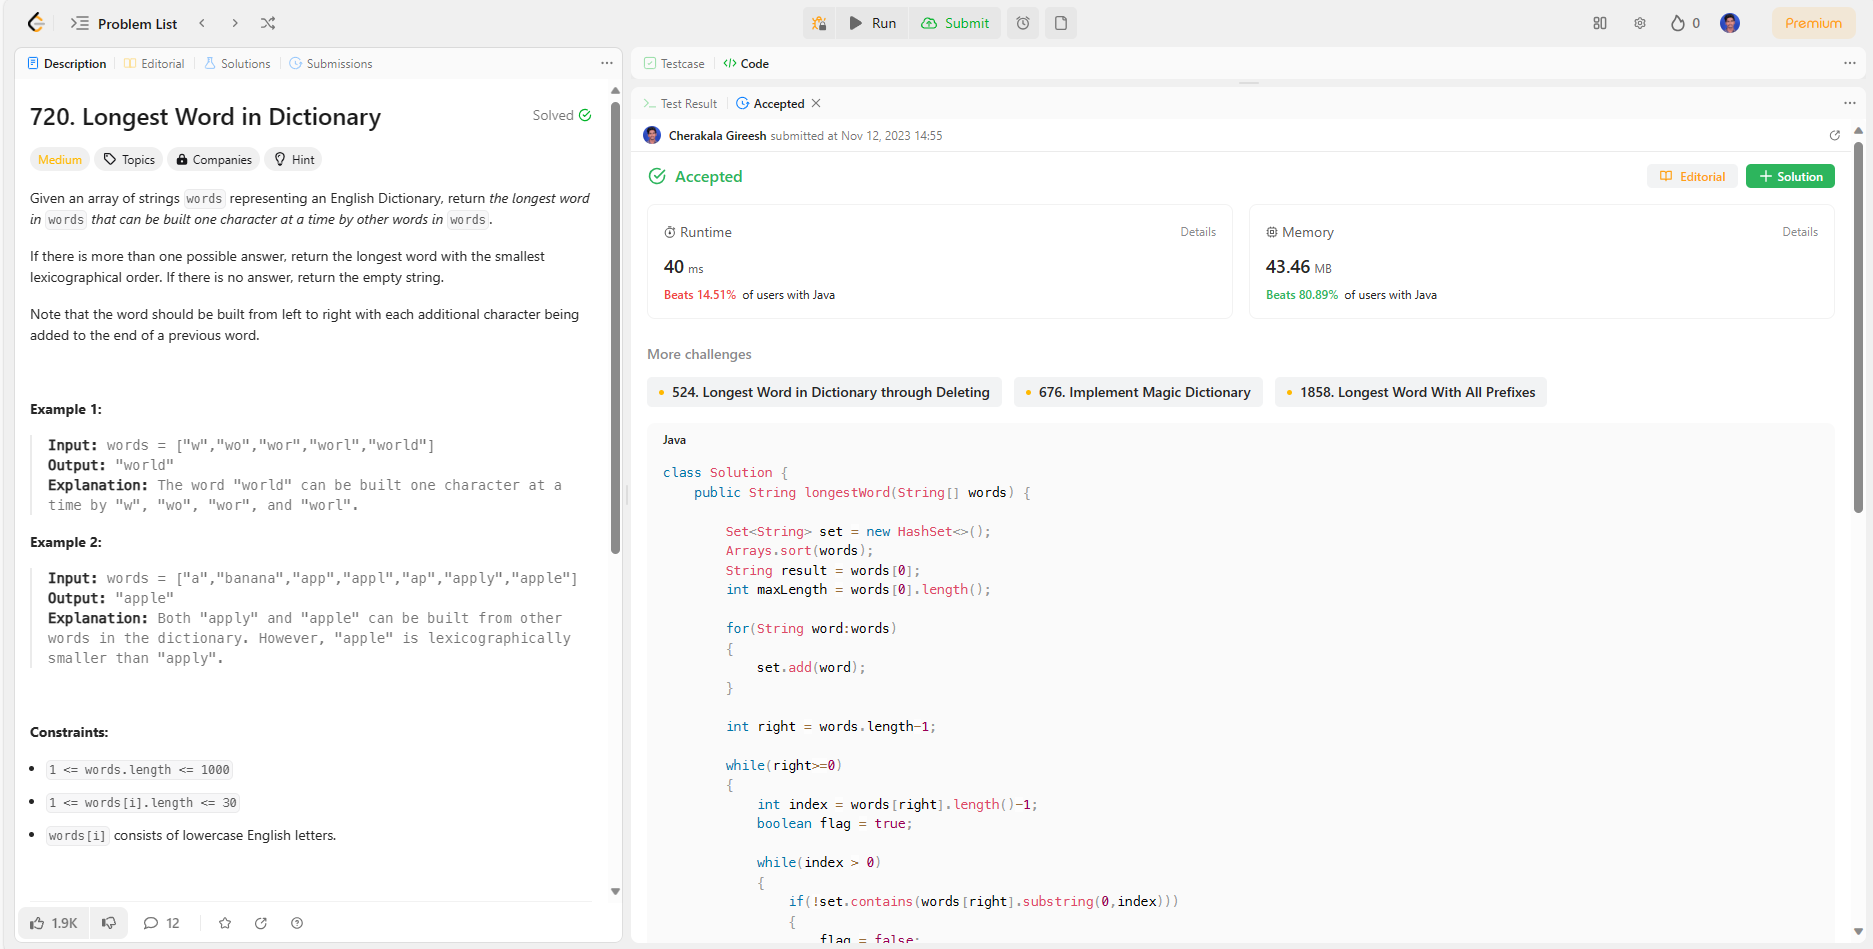 Problem List
Run
Submit
0
Premium
Description
Editorial
Solutions
Submissions
720. Longest Word in Dictionary
Solved
Medium
Topics
Companies
Hint
Given an array of strings words representing an English Dictionary, return the longest word
in words that can be built one character at a time by other words in words.
If there is more than one possible answer, return the longest word with the smallest
lexicographical order. If there is no answer, return the empty string.
Note that the word should be built from left to right with each additional character being
added to the end of a previous word.
Example 1:
Input: words = ["w","wo","wor","worl","world"]
Output: "world"
Explanation: The word "world" can be built one character at a
time by "w", "wo", "wor", and "worl".
Example 2:
Input: words = ["a","banana","app","appl","ap","apply","apple"]
Output: "apple"
Explanation: Both "apply" and "apple" can be built from other
words in the dictionary. However, "apple" is lexicographically
smaller than "apply".
Constraints:
• 1 <= words.length <= 1000
• 1 <= words[i].length <= 30
• words[i] consists of lowercase English letters.
1.9K
12
Testcase
</> Code
Test Result
Accepted
Cherakala Gireesh submitted at Nov 12, 2023 14:55
Accepted
Editorial
+ Solution
Runtime
Details
40 ms
Beats 14.51% of users with Java
Memory
Details
43.46 MB
Beats 80.89% of users with Java
More challenges
• 524. Longest Word in Dictionary through Deleting
• 676. Implement Magic Dictionary
• 1858. Longest Word With All Prefixes
Java
class Solution {
    public String longestWord(String[] words) {
        Set<String> set = new HashSet<>();
        Arrays.sort(words);
        String result = words[0];
        int maxLength = words[0].length();
        for(String word:words)
        {
            set.add(word);
        }
        int right = words.length-1;
        while(right>=0)
        {
            int index = words[right].length()-1;
            boolean flag = true;
            while(index > 0)
            {
                if(!set.contains(words[right].substring(0,index)))
                {
                    flag = false;